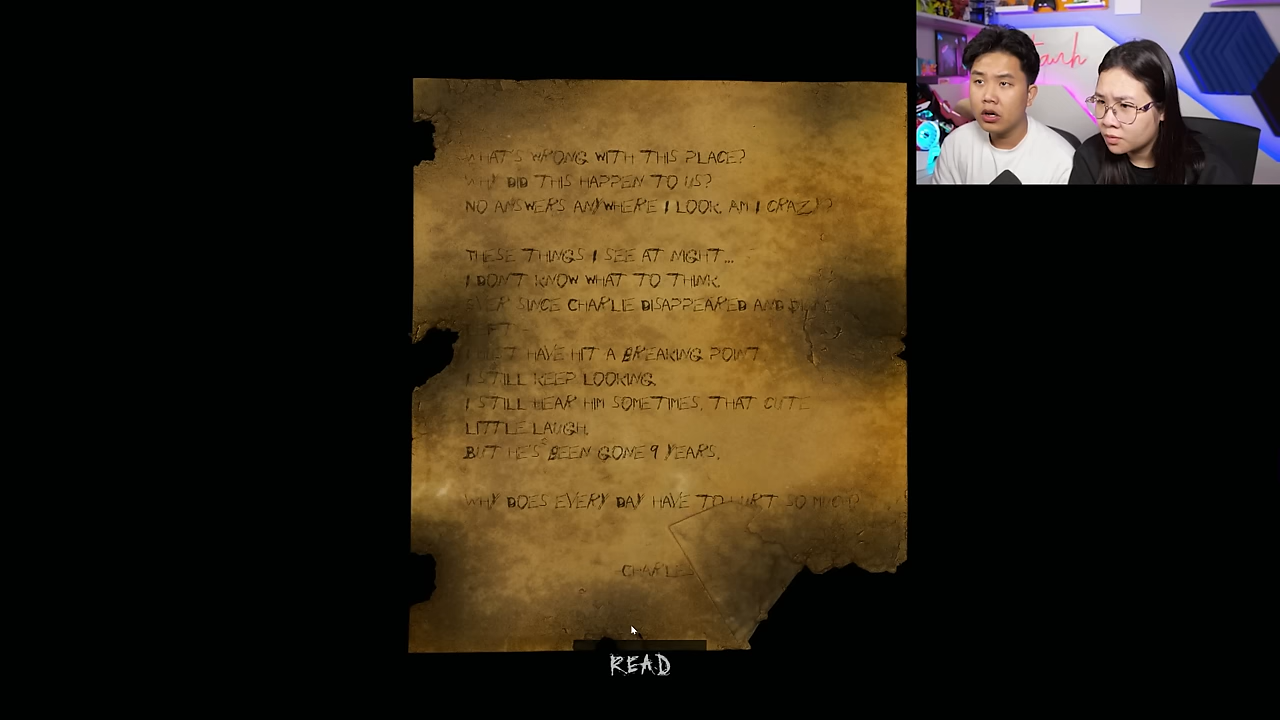 WHAT'S WRONG WITH THIS PLACE?
WHY DID THIS HAPPEN TO US?
NO ANSWERS ANYWHERE I LOOK. AM I CRAZY?
THESE THINGS I SEE AT NIGHT...
I DON'T KNOW WHAT TO THINK.
EVER SINCE CHARLIE DISAPPEARED AND
LEFT
I MUST HAVE HIT A BREAKING POINT
I STILL KEEP LOOKING.
I STILL HEAR HIM SOMETIMES, THAT CUTE
LITTLE LAUGH.
BUT HE'S BEEN GONE 9 YEARS.
WHY DOES EVERY DAY HAVE TO HURT SO MUCH?
CHARLE
READ